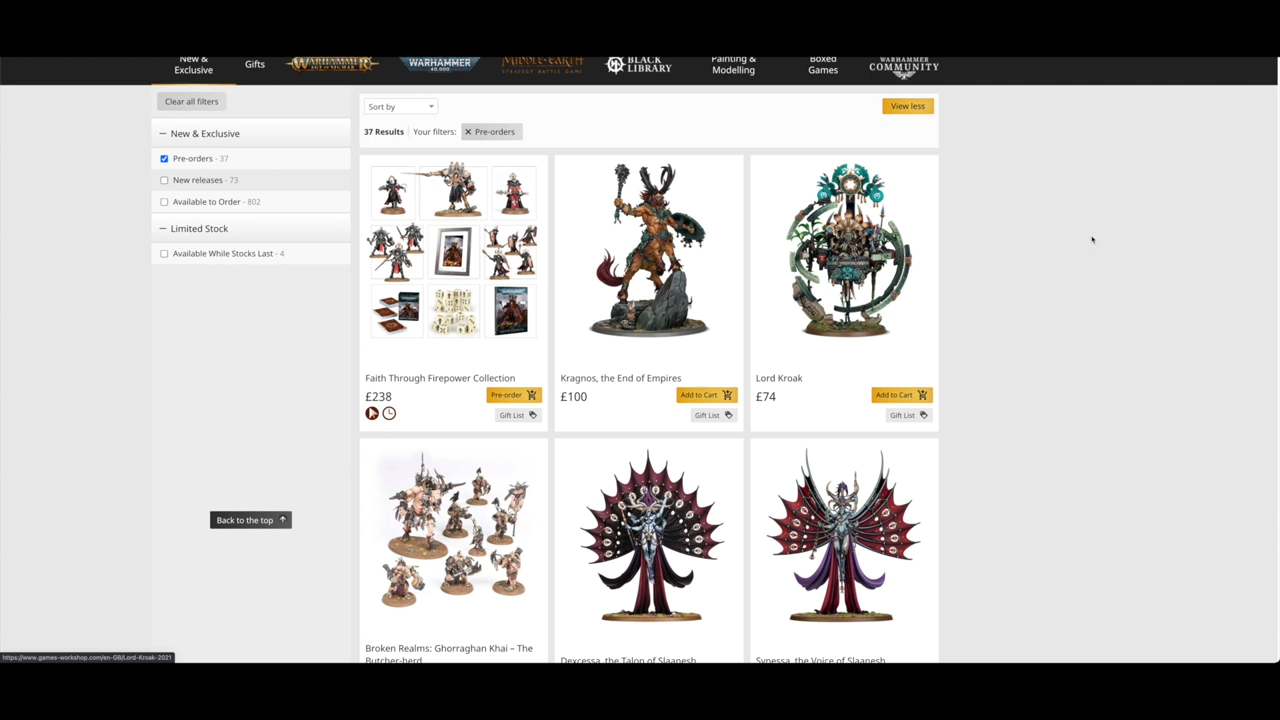 New &
Exclusive
Gifts
WARHAMMER
AGE OF SIGMAR
WARHAMMER
40,000
MIDDLE-EARTH
STRATEGY BATTLE GAME
BLACK
LIBRARY
Painting &
Modelling
Boxed
Games
WARHAMMER
COMMUNITY
Clear all filters
New & Exclusive
Pre-orders - 37
New releases - 73
Available to Order - 802
Limited Stock
Available While Stocks Last - 4
Back to the top
Sort by
View less
37 Results
Your filters:
Pre-orders
Faith Through Firepower Collection
£238
Pre-order
Gift List
Kragnos, the End of Empires
£100
Add to Cart
Gift List
Lord Kroak
£74
Add to Cart
Gift List
Broken Realms: Ghorraghan Khai – The
Butcher-herd
Dexcessa, the Talon of Slaanesh
Synessa, the Voice of Slaanesh
https://www.games-workshop.com/en-GB/Lord-Kroak-2021